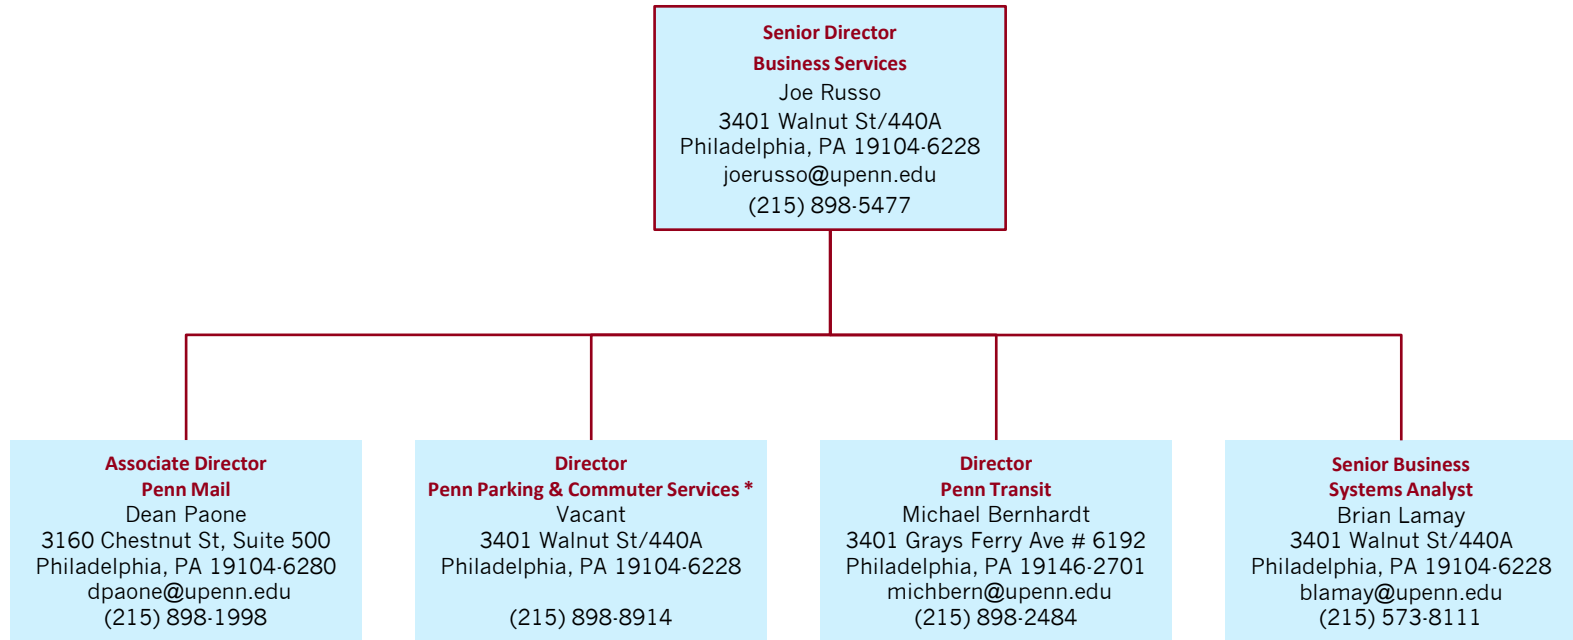 Senior Director
Business Services
Joe Russo
3401 Walnut St/440A
Philadelphia, PA 19104-6228
joerusso@upenn.edu
(215) 898-5477
Associate Director
Penn Mail
Dean Paone
3160 Chestnut St, Suite 500
Philadelphia, PA 19104-6280
dpaone@upenn.edu
(215) 898-1998
Director
Penn Parking & Commuter Services *
Vacant
3401 Walnut St/440A
Philadelphia, PA 19104-6228
(215) 898-8914
Director
Penn Transit
Michael Bernhardt
3401 Grays Ferry Ave # 6192
Philadelphia, PA 19146-2701
michbern@upenn.edu
(215) 898-2484
Senior Business
Systems Analyst
Brian Lamay
3401 Walnut St/440A
Philadelphia, PA 19104-6228
blamay@upenn.edu
(215) 573-8111